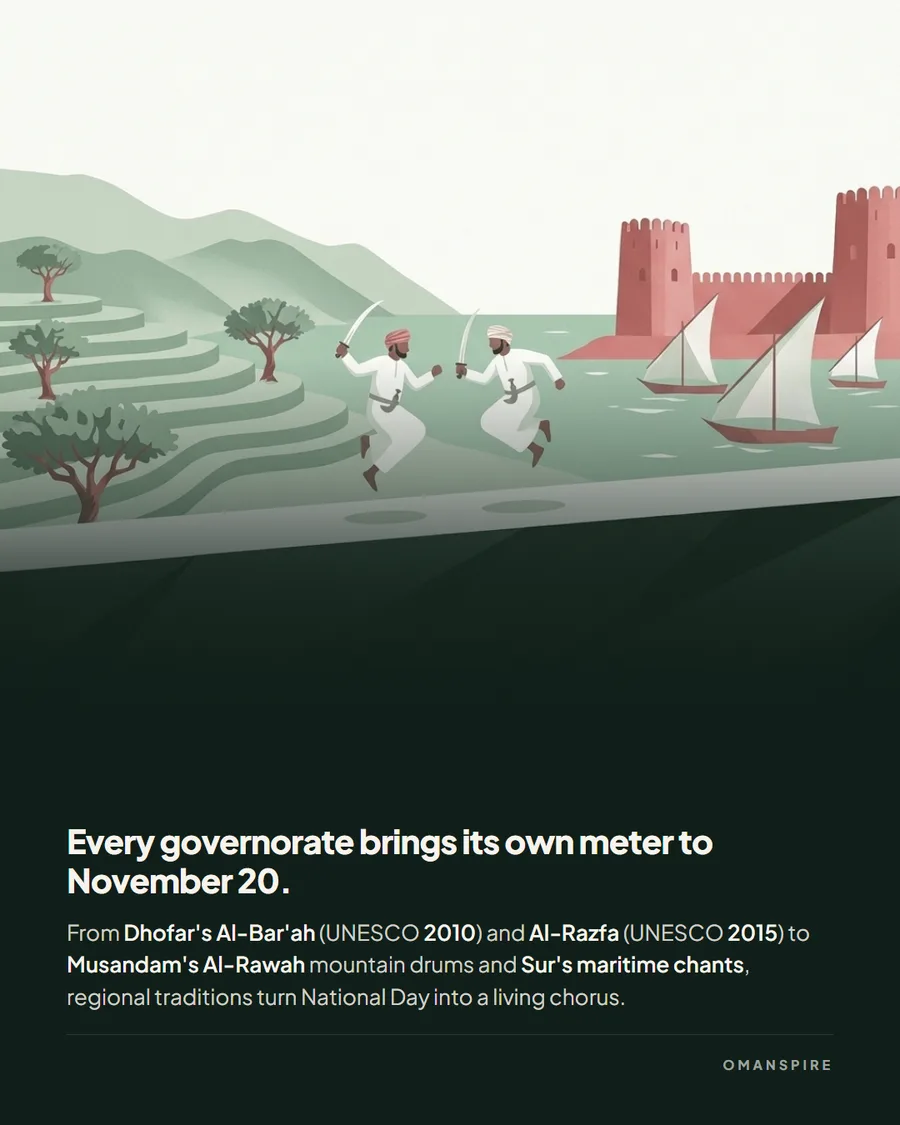 Every governorate brings its own meter to
November 20.
From Dhofar's Al-Bar'ah (UNESCO 2010) and Al-Razfa (UNESCO 2015) to
Musandam's Al-Rawah mountain drums and Sur's maritime chants,
regional traditions turn National Day into a living chorus.
OMANSPIRE